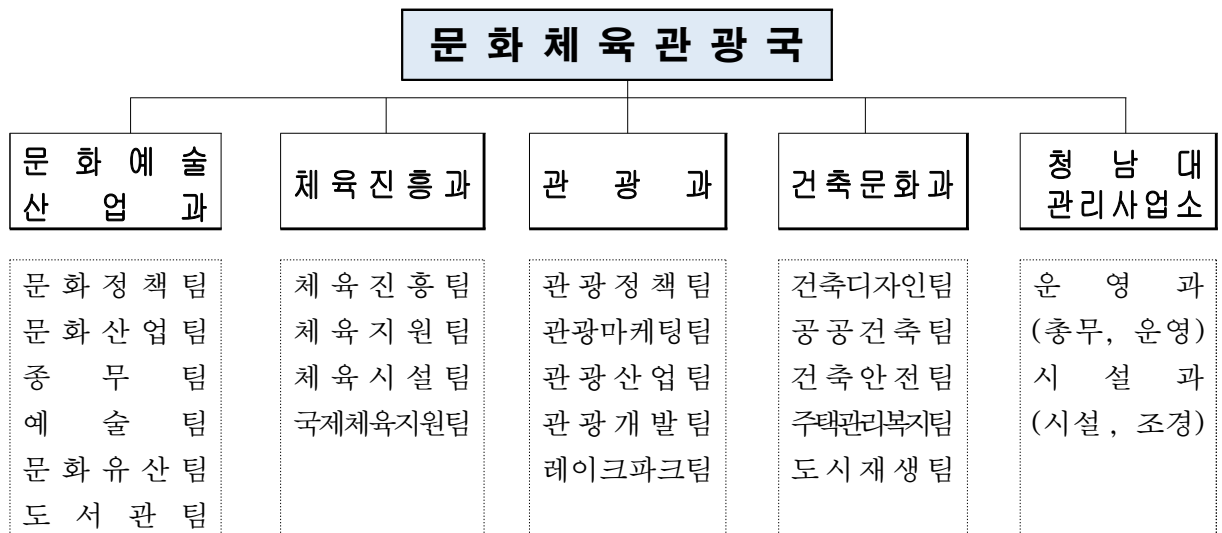 문화체육관광국
문화예술
산업과
체육진흥과
관광과
건축문화과
청남대
관리사업소
문화정책팀
문화산업팀
종무팀
예술팀
문화유산팀
도서관팀
체육진흥팀
체육지원팀
체육시설팀
국제체육지원팀
관광정책팀
관광마케팅팀
관광산업팀
관광개발팀
레이크파크팀
건축디자인팀
공공건축팀
건축안전팀
주택관리복지팀
도시재생팀
운영과
(총무, 운영)
시설과
(시설, 조경)